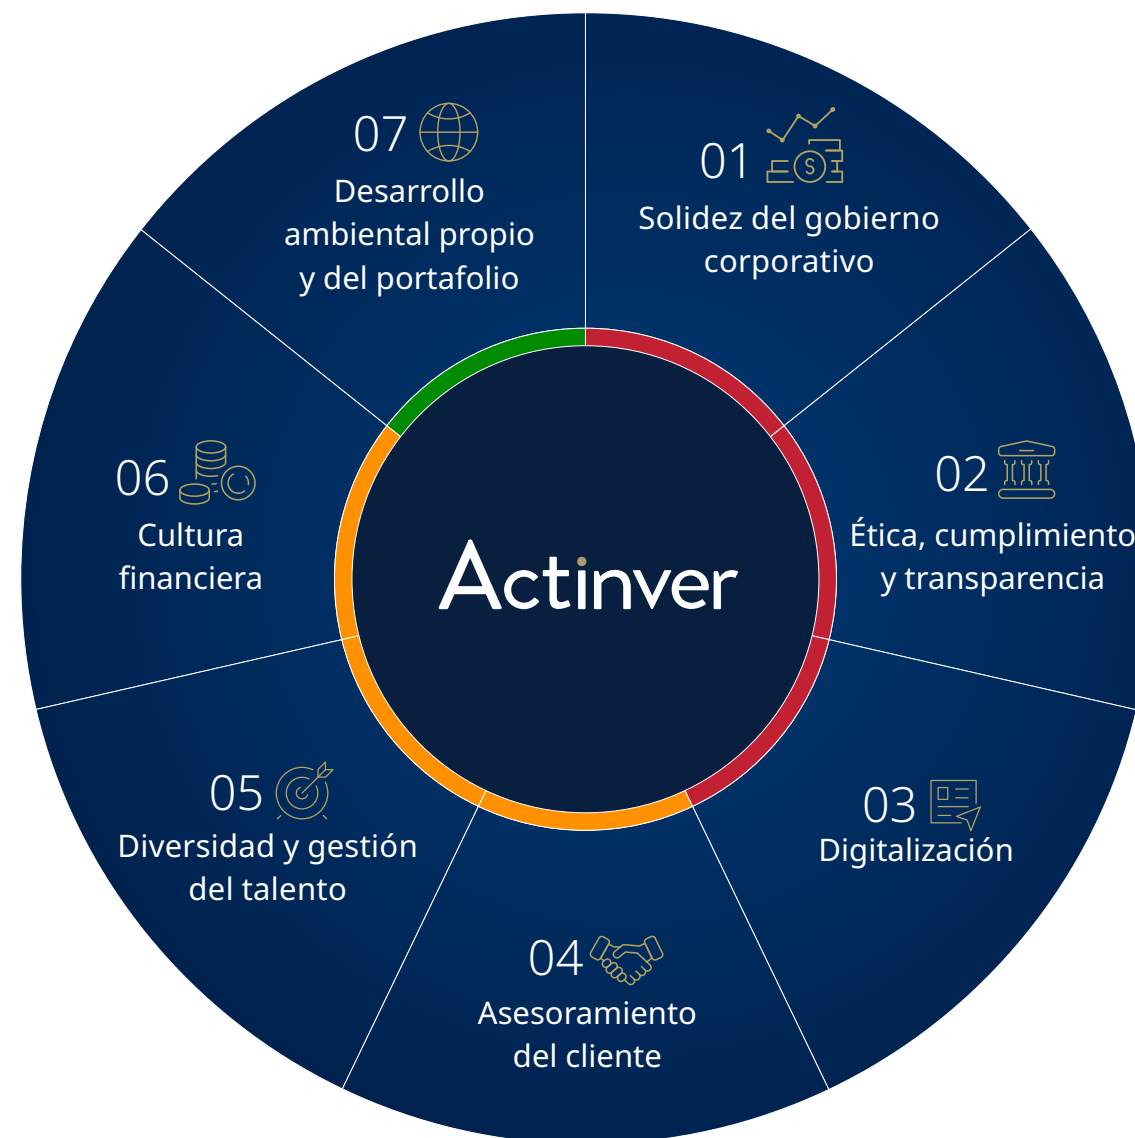 01
Solidez del gobierno
corporativo
02
Ética, cumplimiento
y transparencia
03
Digitalización
04
Asesoramiento
del cliente
05
Diversidad y gestión
del talento
06
Cultura
financiera
07
Desarrollo
ambiental propio
y del portafolio
Actinver